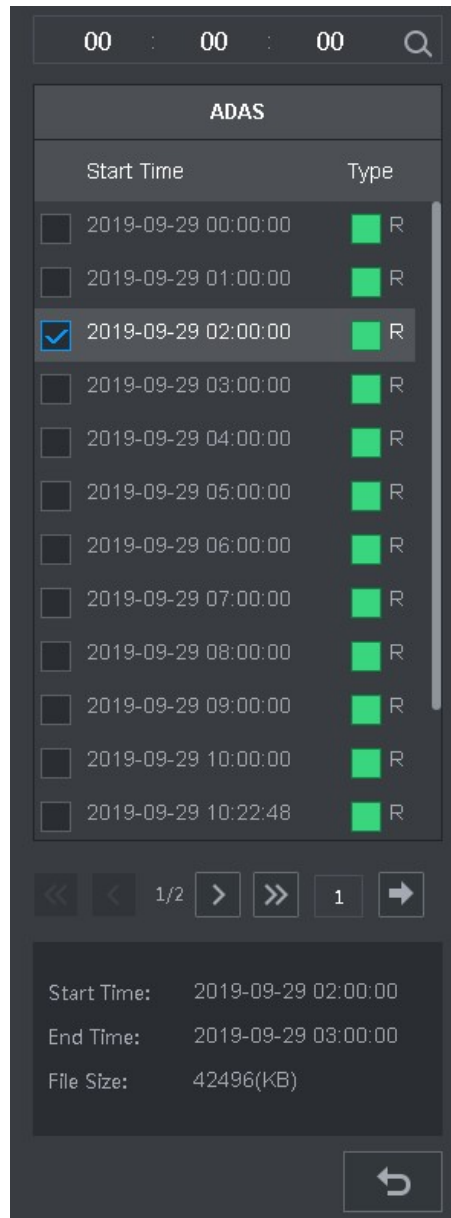 00 : 00 : 00
ADAS
Start Time Type
2019-09-29 00:00:00 R
2019-09-29 01:00:00 R
2019-09-29 02:00:00 R
2019-09-29 03:00:00 R
2019-09-29 04:00:00 R
2019-09-29 05:00:00 R
2019-09-29 06:00:00 R
2019-09-29 07:00:00 R
2019-09-29 08:00:00 R
2019-09-29 09:00:00 R
2019-09-29 10:00:00 R
2019-09-29 10:22:48 R
1/2 1
Start Time: 2019-09-29 02:00:00
End Time: 2019-09-29 03:00:00
File Size: 42496(KB)